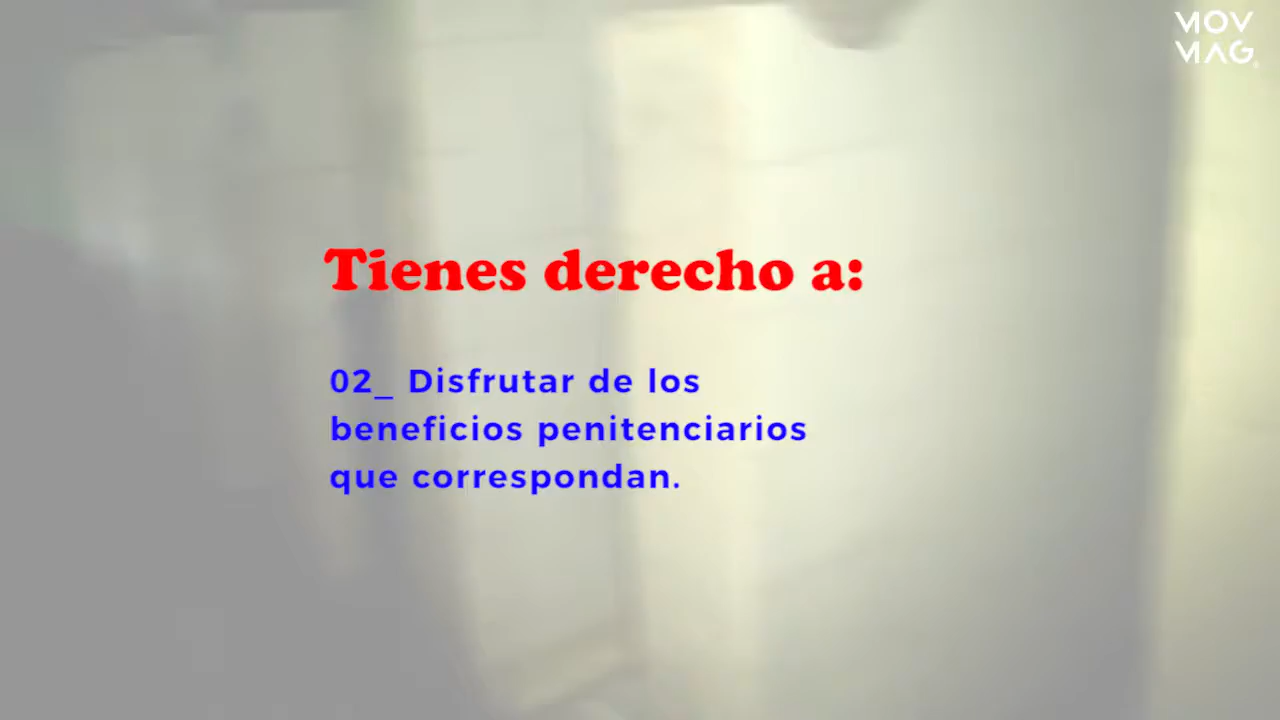 MOV
MAG
Tienes derecho a:
02_ Disfrutar de los
beneficios penitenciarios
que correspondan.